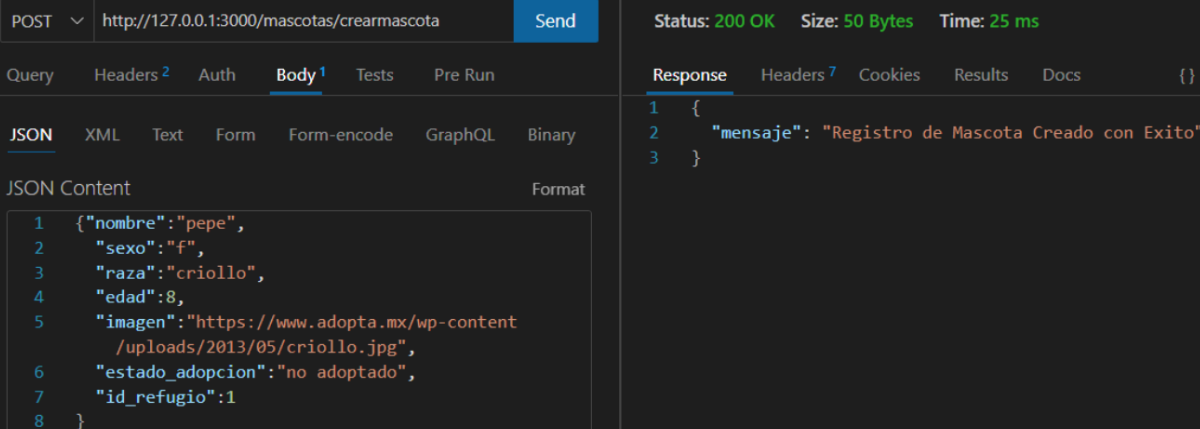 POST http://127.0.0.1:3000/mascotas/crearmascota Send
Query Headers 2 Auth Body 1 Tests Pre Run
JSON XML Text Form Form-encode GraphQL Binary
JSON Content Format
1 {"nombre":"pepe",
2 "sexo":"f",
3 "raza":"criollo",
4 "edad":8,
5 "imagen":"https://www.adopta.mx/wp-content
/uploads/2013/05/criollo.jpg",
6 "estado_adopcion":"no adoptado",
7 "id_refugio":1
8 }
Status: 200 OK Size: 50 Bytes Time: 25 ms
Response Headers 7 Cookies Results Docs {}
1 {
2 "mensaje": "Registro de Mascota Creado con Exito"
3 }